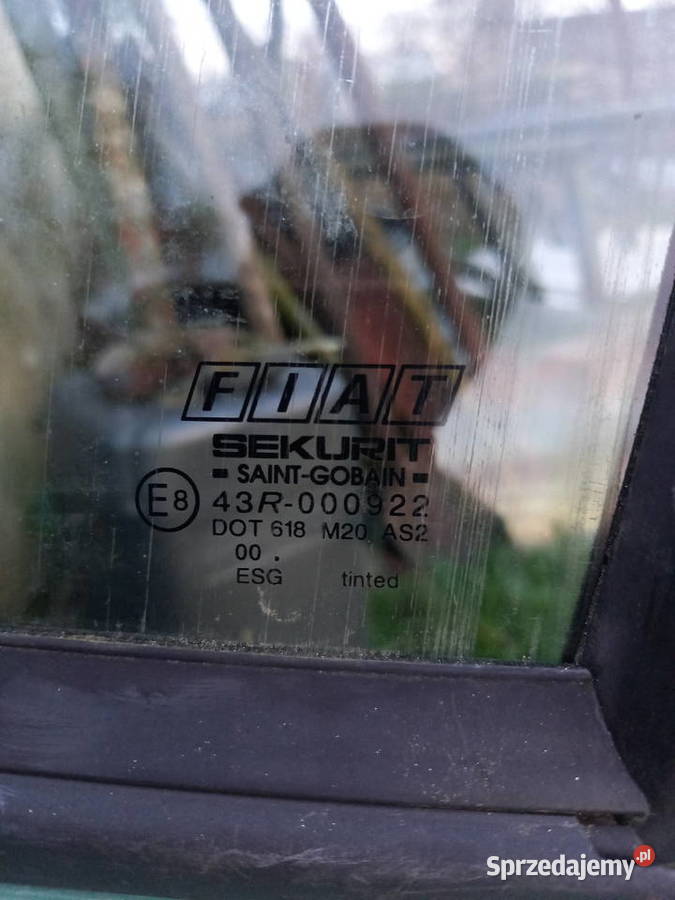 FIAT
SEKURIT
SAINT-GOBAIN
E8 43R-000922
DOT 618 M20 AS2
00 .
ESG tinted
Sprzedajemy.pl